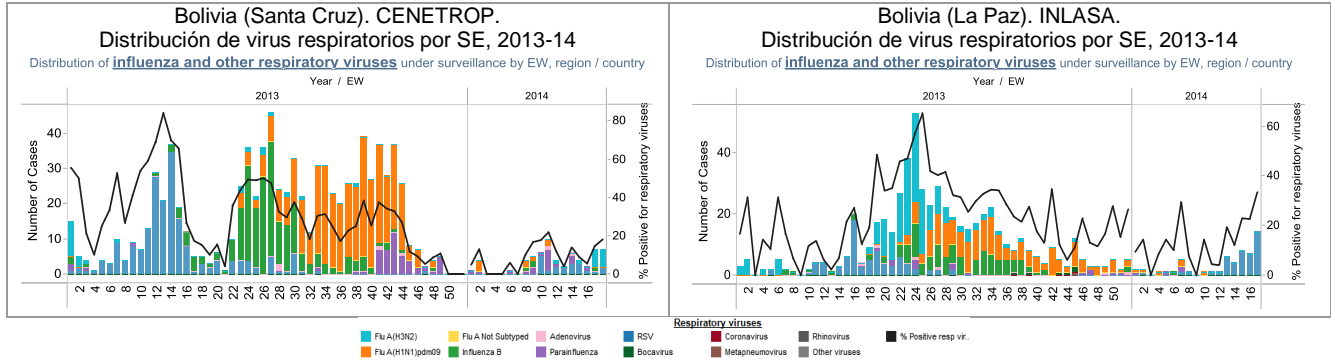 Bolivia (Santa Cruz). CENETROP.
Distribución de virus respiratorios por SE, 2013-14
Distribution of influenza and other respiratory viruses under surveillance by EW, region / country
Year / EW
2013 2014
Number of Cases
40
30
20
10
0
% Positive for respiratory viruses
80
60
40
20
0
2 4 6 8 10 12 14 16 18 20 22 24 26 28 30 32 34 36 38 40 42 44 46 48 50 2 4 6 8 10 12 14 16
Bolivia (La Paz). INLASA.
Distribución de virus respiratorios por SE, 2013-14
Distribution of influenza and other respiratory viruses under surveillance by EW, region / country
Year / EW
2013 2014
Number of Cases
40
20
0
% Positive for respiratory viruses
60
40
20
0
2 4 6 8 10 12 14 16 18 20 22 24 26 28 30 32 34 36 38 40 42 44 46 48 50 2 4 6 8 10 12 14 16
Respiratory viruses
Flu A(H3N2) Flu A Not Subtyped Adenovirus RSV Coronavirus Rhinovirus % Positive resp vir..
Flu A(H1N1)pdm09 Influenza B Parainfluenza Bocavirus Metapneumovirus Other viruses